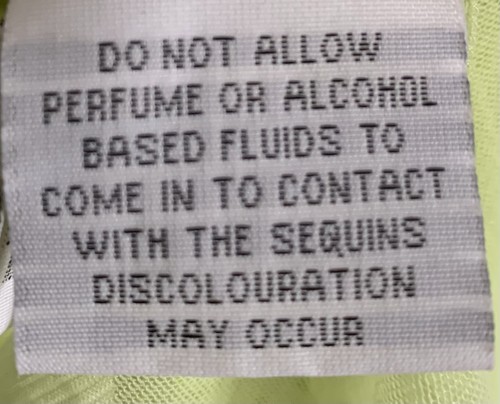 DO NOT ALLOW
PERFUME OR ALCOHOL
BASED FLUIDS TO
COME IN TO CONTACT
WITH THE SEQUINS
DISCOLOURATION
MAY OCCUR